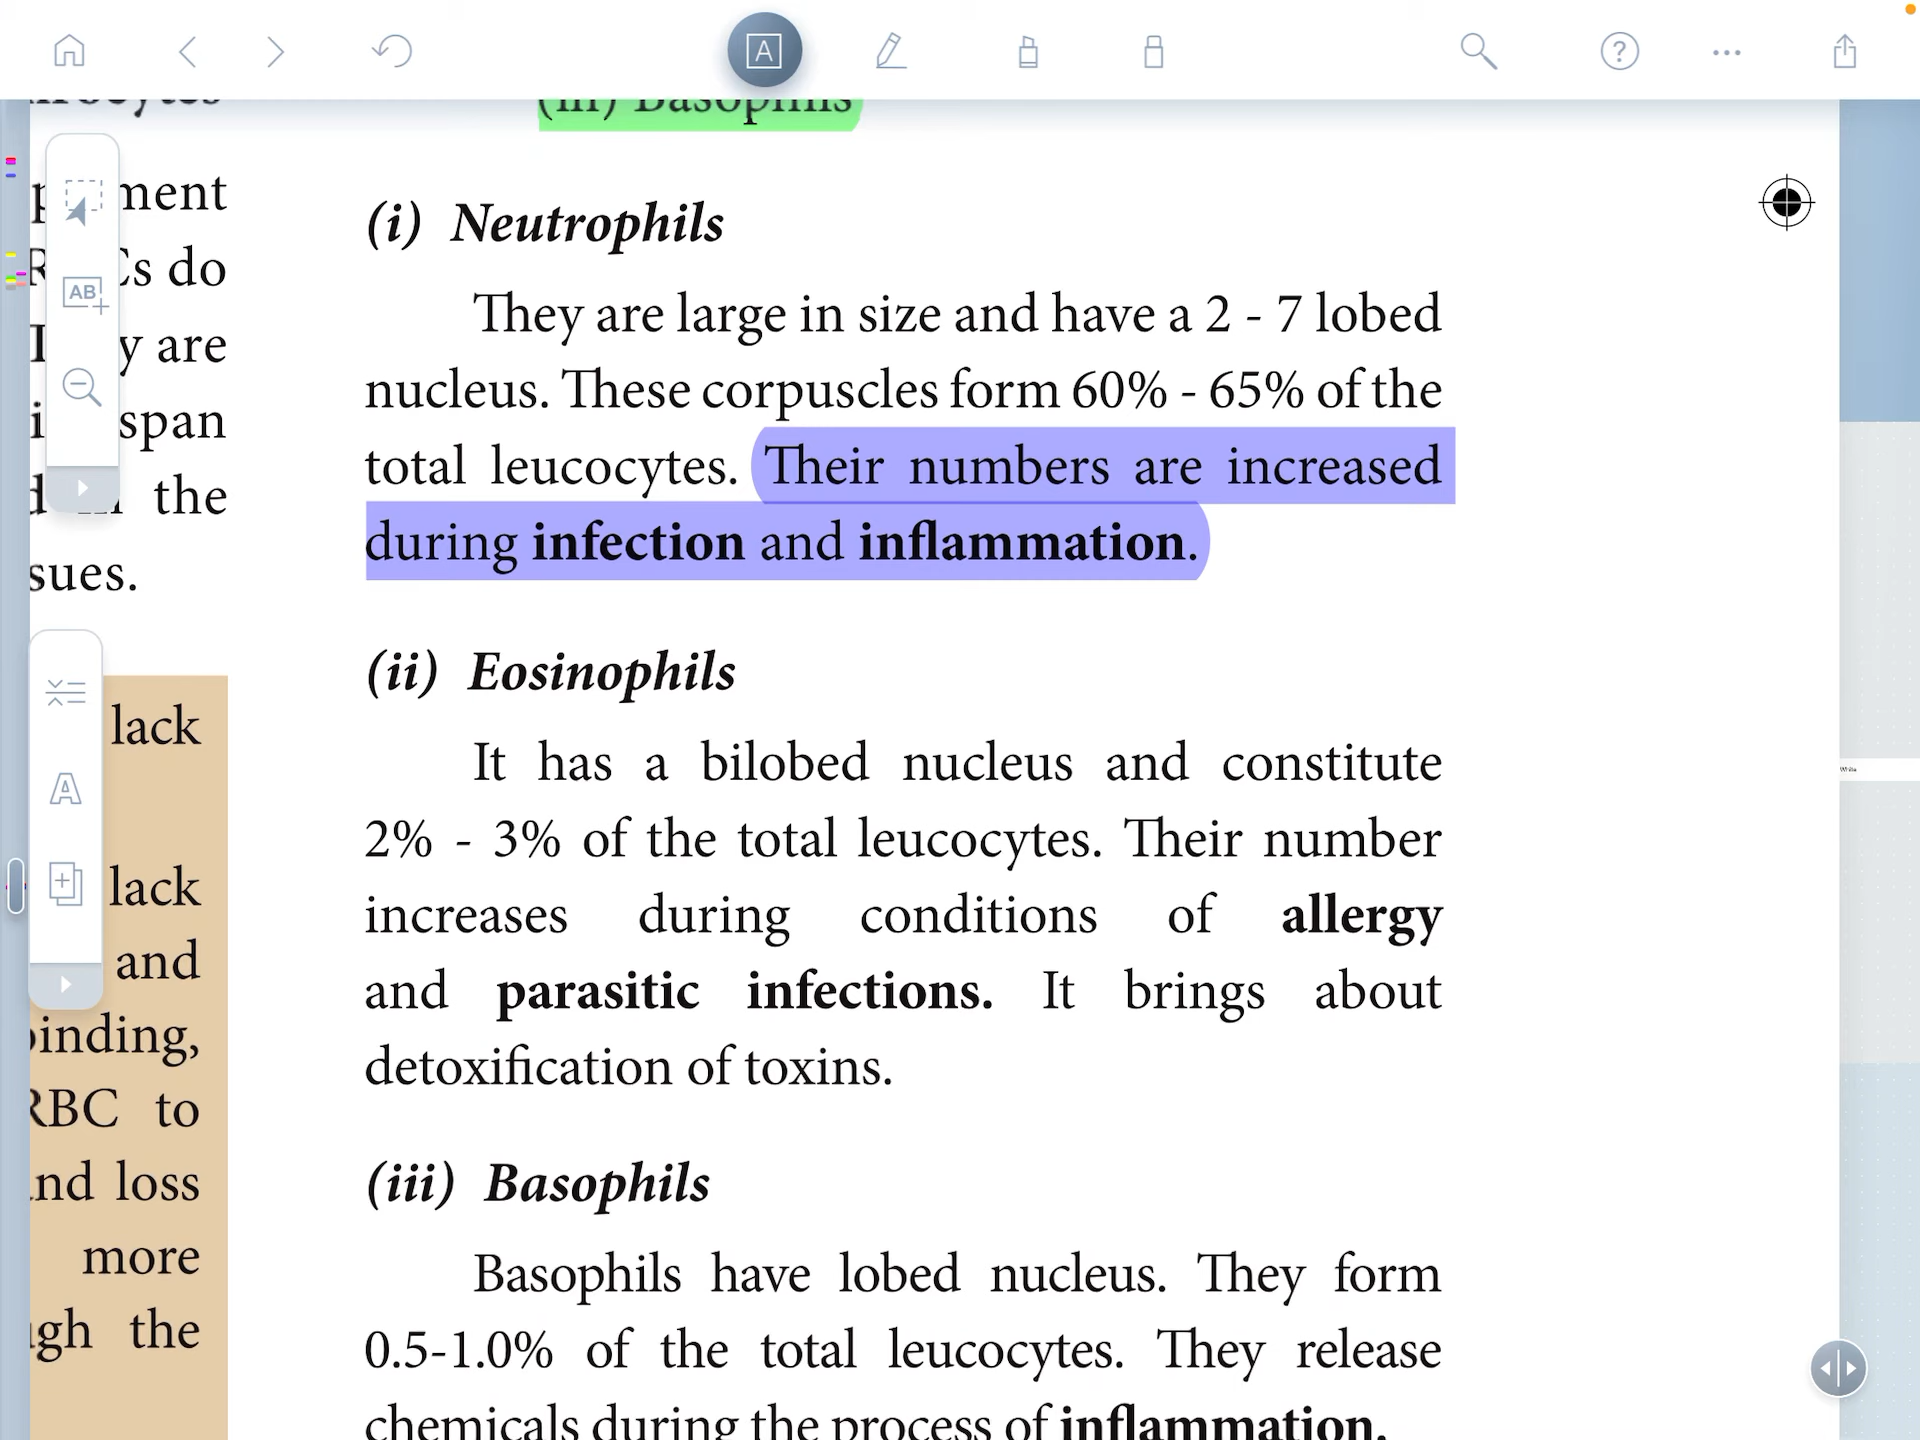 (iii) Basophils
ment
Cs do
y are
span
the
sues.
lack
lack
and
binding,
RBC to
and loss
more
the
(i) Neutrophils
They are large in size and have a 2 - 7 lobed
nucleus. These corpuscles form 60% - 65% of the
total leucocytes. Their numbers are increased
during infection and inflammation.
(ii) Eosinophils
It has a bilobed nucleus and constitute
2% - 3% of the total leucocytes. Their number
increases during conditions of allergy
and parasitic infections. It brings about
detoxification of toxins.
(iii) Basophils
Basophils have lobed nucleus. They form
0.5-1.0% of the total leucocytes. They release
chemicals during the process of inflammation.